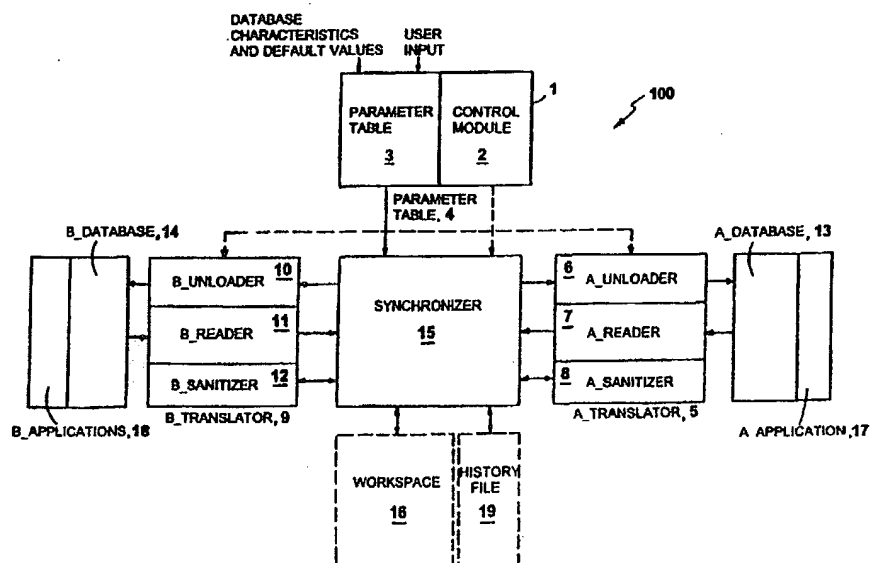 DATABASE
CHARACTERISTICS
AND DEFAULT VALUES
USER
INPUT
1
100
PARAMETER
TABLE
3
CONTROL
MODULE
2
PARAMETER
TABLE, 4
B_DATABASE, 14
A_DATABASE, 13
B_UNLOADER
10
B_READER
11
B_SANITIZER
12
SYNCHRONIZER
15
6
A_UNLOADER
7
A_READER
8
A_SANITIZER
B_TRANSLATOR, 9
A_TRANSLATOR, 5
B_APPLICATIONS, 18
A APPLICATION, 17
WORKSPACE
16
HISTORY
FILE
19